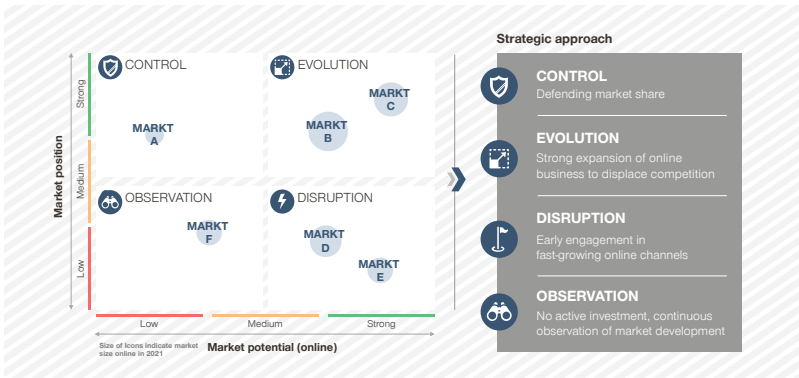 Strategic approach
CONTROL
EVOLUTION
MARKT
A
MARKT
B
MARKT
C
OBSERVATION
DISRUPTION
MARKT
F
MARKT
D
MARKT
E
Market position
Strong
Medium
Low
Low
Medium
Strong
Market potential (online)
Size of Icons indicate market
size online in 2021
CONTROL
Defending market share
EVOLUTION
Strong expansion of online
business to displace competition
DISRUPTION
Early engagement in
fast-growing online channels
OBSERVATION
No active investment, continuous
observation of market development